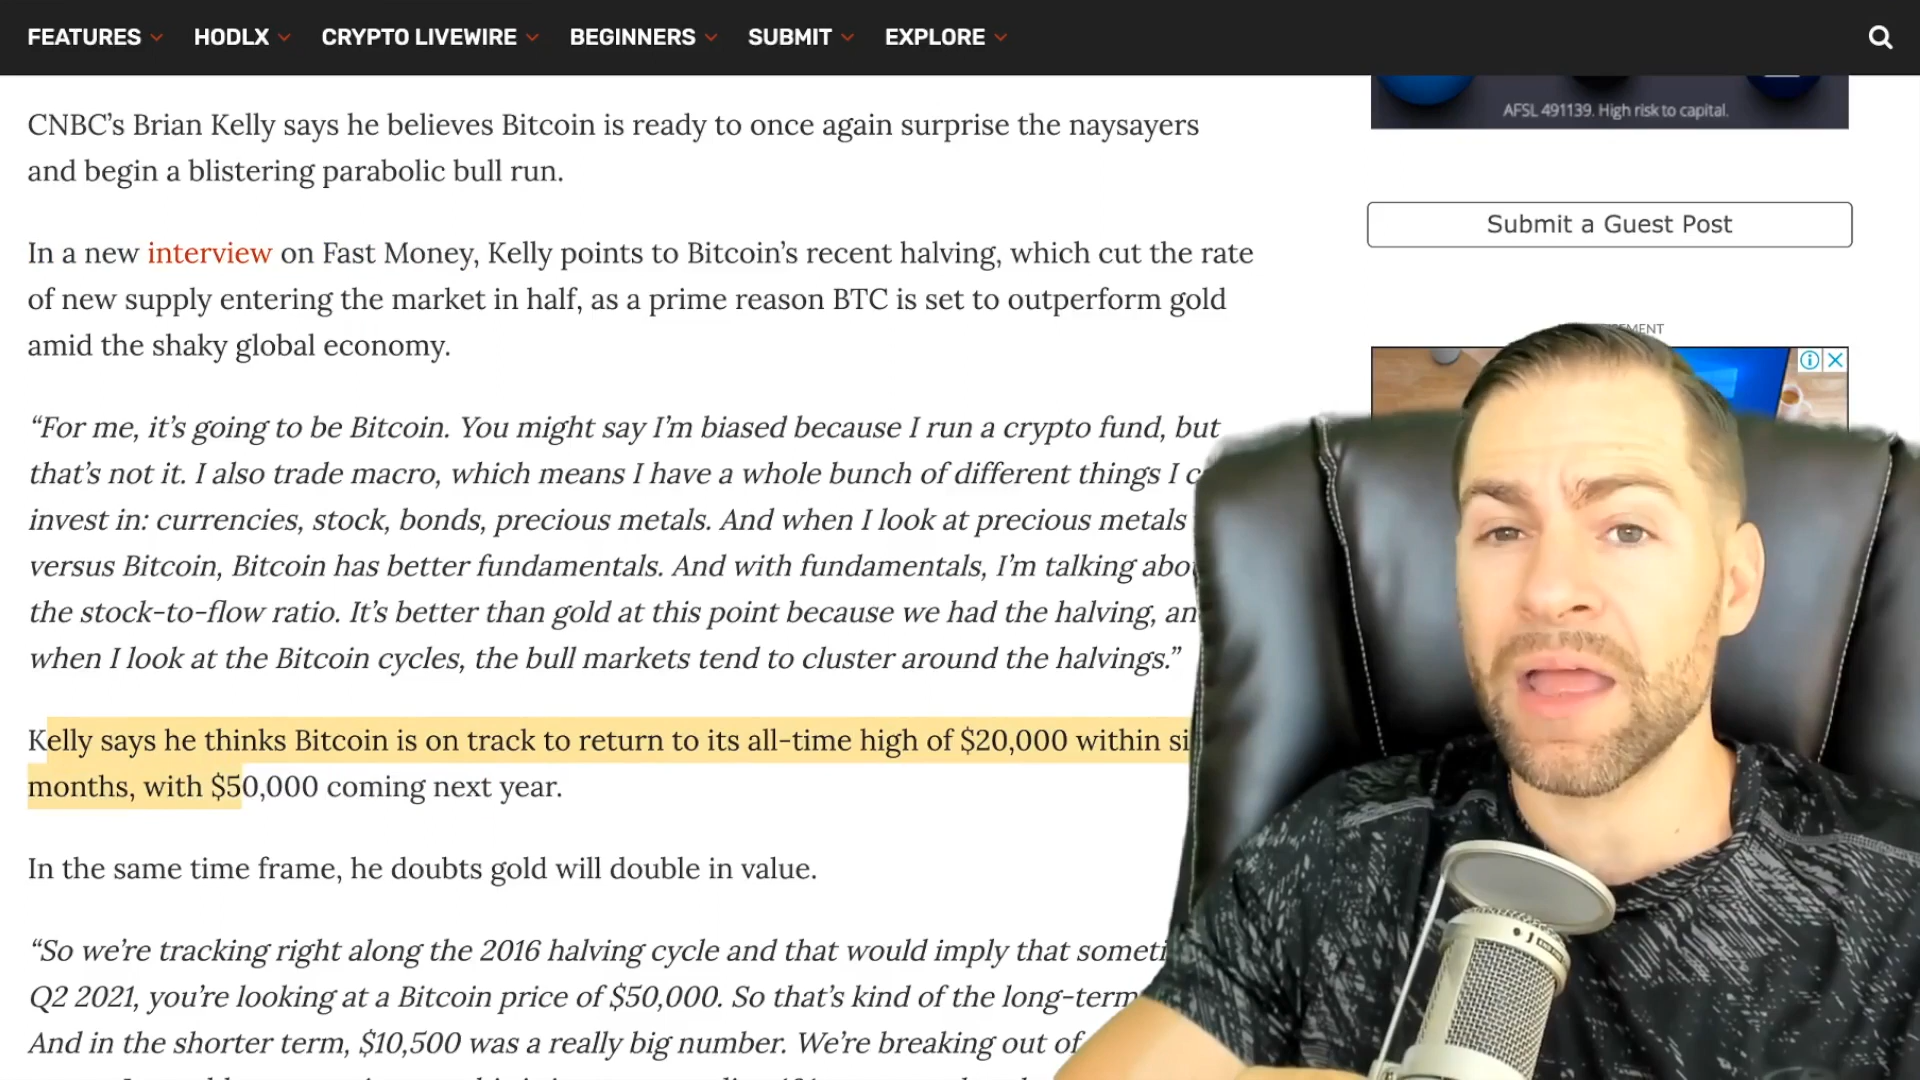 FEATURES HODLX CRYPTO LIVEWIRE BEGINNERS SUBMIT EXPLORE
AFSL 491139. High risk to capital.
CNBC’s Brian Kelly says he believes Bitcoin is ready to once again surprise the naysayers
and begin a blistering parabolic bull run.
Submit a Guest Post
In a new interview on Fast Money, Kelly points to Bitcoin’s recent halving, which cut the rate
of new supply entering the market in half, as a prime reason BTC is set to outperform gold
amid the shaky global economy.
“For me, it’s going to be Bitcoin. You might say I’m biased because I run a crypto fund, but
that’s not it. I also trade macro, which means I have a whole bunch of different things I
invest in: currencies, stock, bonds, precious metals. And when I look at precious metals
versus Bitcoin, Bitcoin has better fundamentals. And with fundamentals, I’m talking
the stock-to-flow ratio. It’s better than gold at this point because we had the halving,
when I look at the Bitcoin cycles, the bull markets tend to cluster around the halvings.”
Kelly says he thinks Bitcoin is on track to return to its all-time high of $20,000 within
months, with $50,000 coming next year.
In the same time frame, he doubts gold will double in value.
“So we’re tracking right along the 2016 halving cycle and that would imply that
Q2 2021, you’re looking at a Bitcoin price of $50,000. So that’s kind of the long-term
And in the shorter term, $10,500 was a really big number. We’re breaking out of